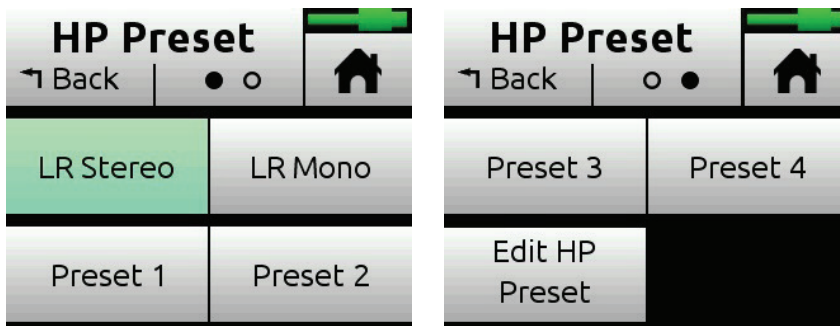 HP Preset
Back
LR Stereo
LR Mono
Preset 1
Preset 2
HP Preset
Back
Preset 3
Preset 4
Edit HP
Preset